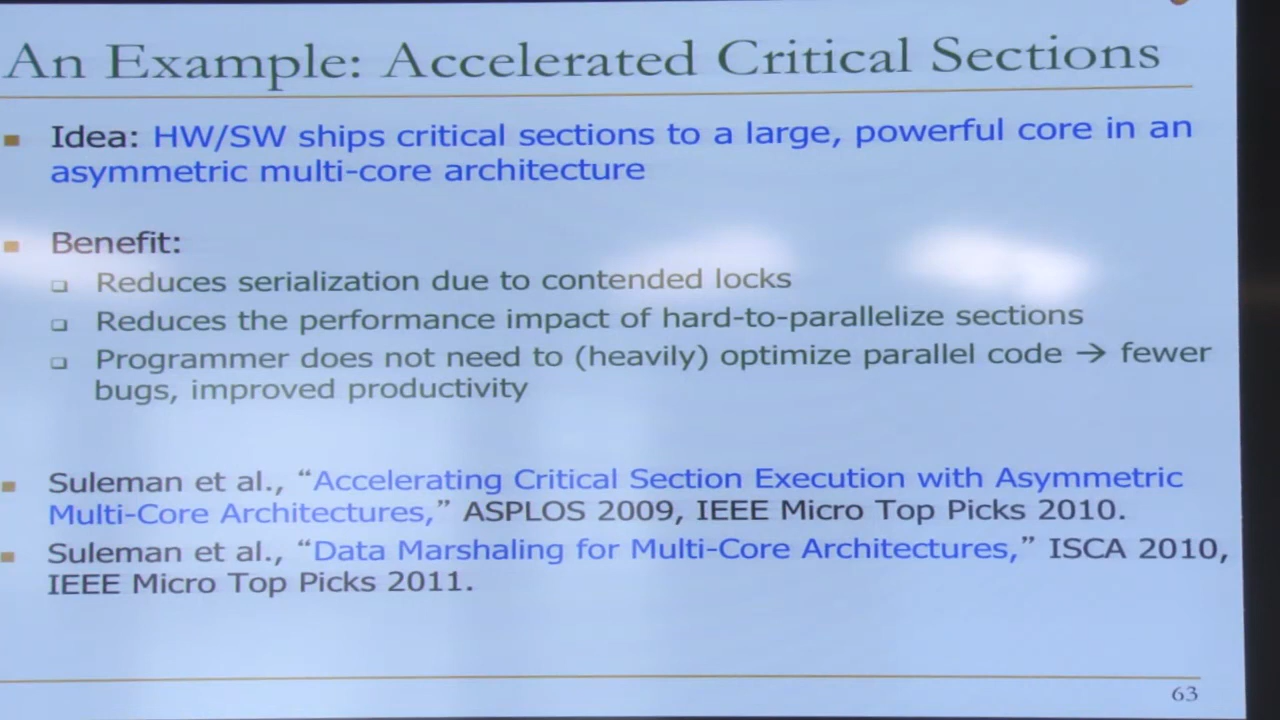 An Example: Accelerated Critical Sections
Idea: HW/SW ships critical sections to a large, powerful core in an
asymmetric multi-core architecture
Benefit:
Reduces serialization due to contended locks
Reduces the performance impact of hard-to-parallelize sections
Programmer does not need to (heavily) optimize parallel code → fewer
bugs, improved productivity
Suleman et al., “Accelerating Critical Section Execution with Asymmetric
Multi-Core Architectures,” ASPLOS 2009, IEEE Micro Top Picks 2010.
Suleman et al., “Data Marshaling for Multi-Core Architectures,” ISCA 2010,
IEEE Micro Top Picks 2011.
63